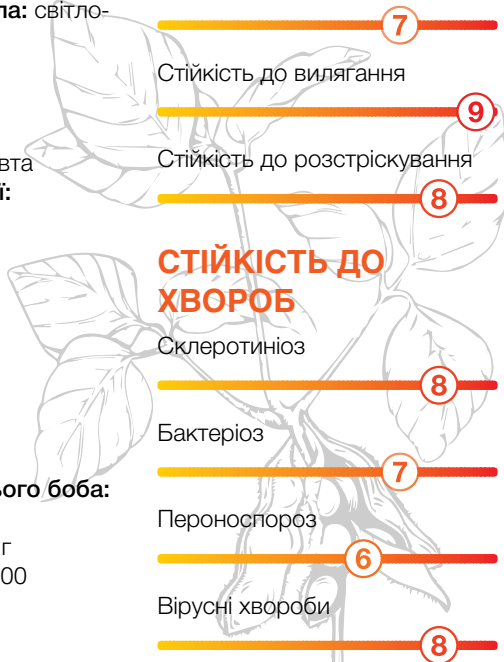 ла: світло-
вта
ї:
ього боба:
г
00
7
Стійкість до вилягання
9
Стійкість до розстріскування
8
СТІЙКІСТЬ ДО
ХВОРОБ
Склеротиніоз
8
Бактеріоз
7
Пероноспороз
6
Вірусні хвороби
8